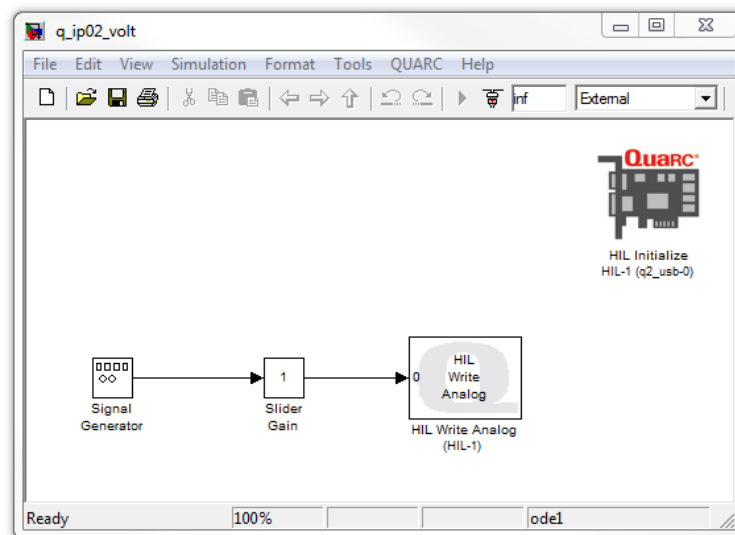 q_ip02_volt
File Edit View Simulation Format Tools QUARC Help
inf External
QUARC
HIL Initialize
HIL-1 (q2_usb-0)
1
0
HIL
Write
Analog
Signal
Generator
Slider
Gain
HIL Write Analog
(HIL-1)
Ready 100% ode1